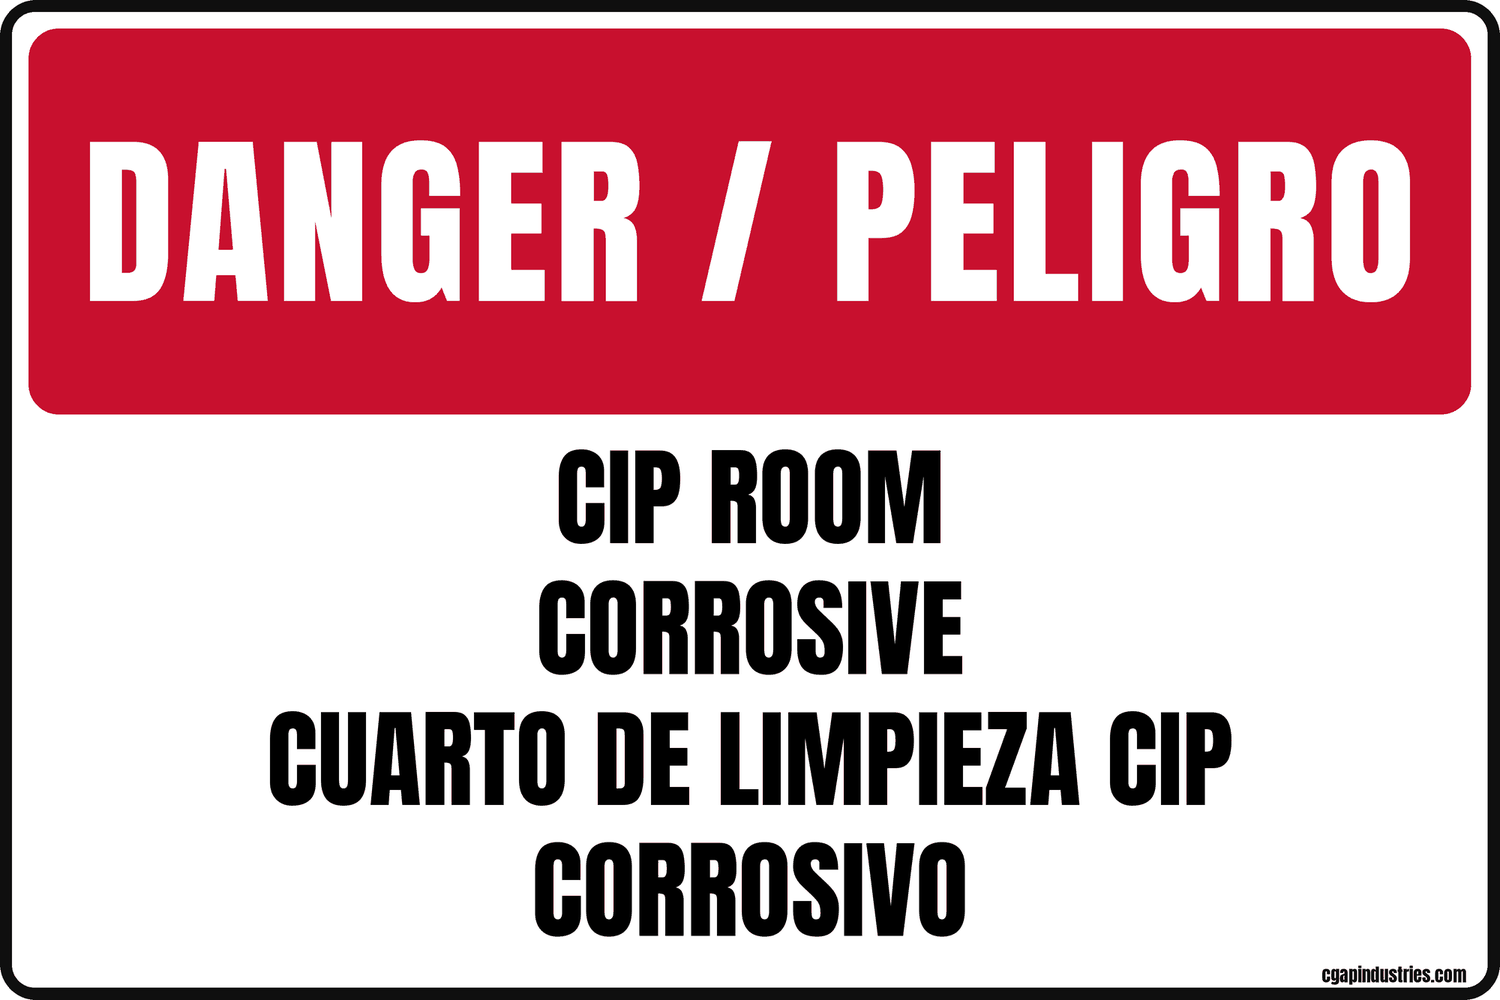 DANGER / PELIGRO
CIP ROOM
CORROSIVE
CUARTO DE LIMPIEZA CIP
CORROSIVO
cgapindustries.com